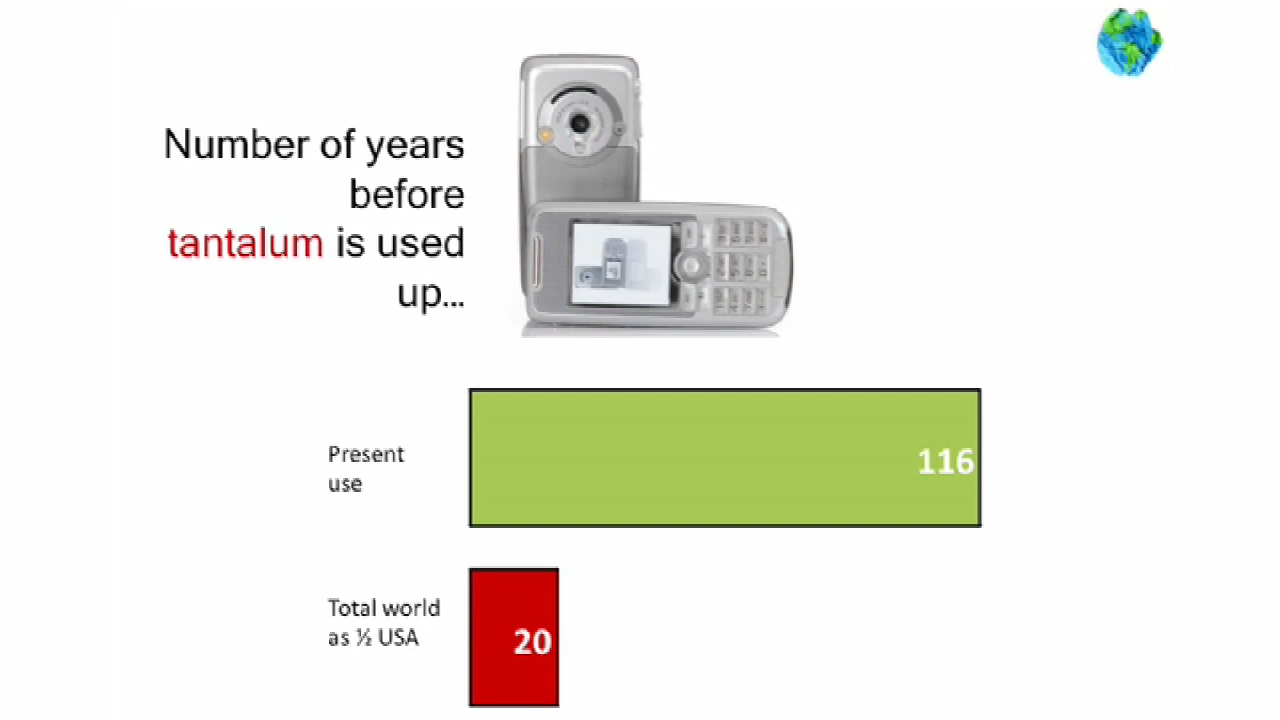 Number of years
before
tantalum is used
up...
Present
use
116
Total world
as ½ USA
20